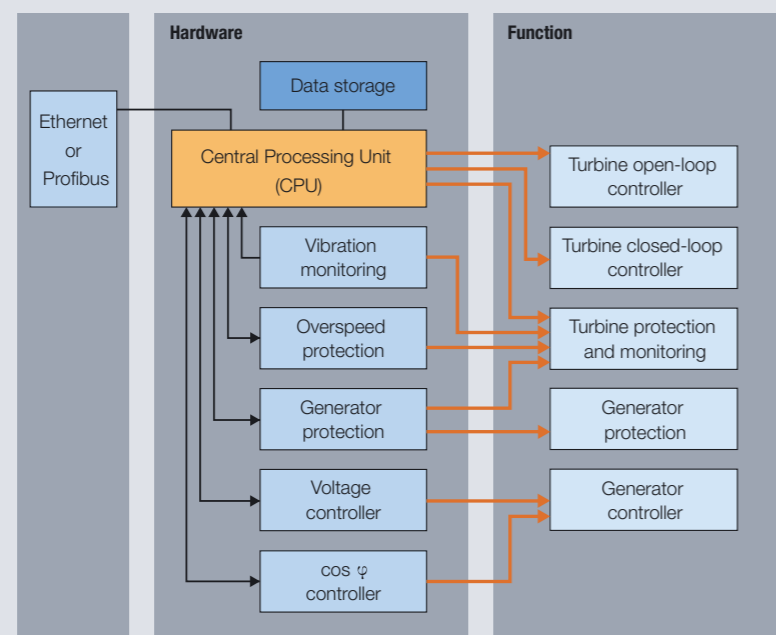 Hardware
Function
Data storage
Ethernet
or
Profibus
Central Processing Unit
(CPU)
Turbine open-loop
controller
Vibration
monitoring
Turbine closed-loop
controller
Overspeed
protection
Turbine protection
and monitoring
Generator
protection
Generator
protection
Voltage
controller
Generator
controller
cos φ
controller